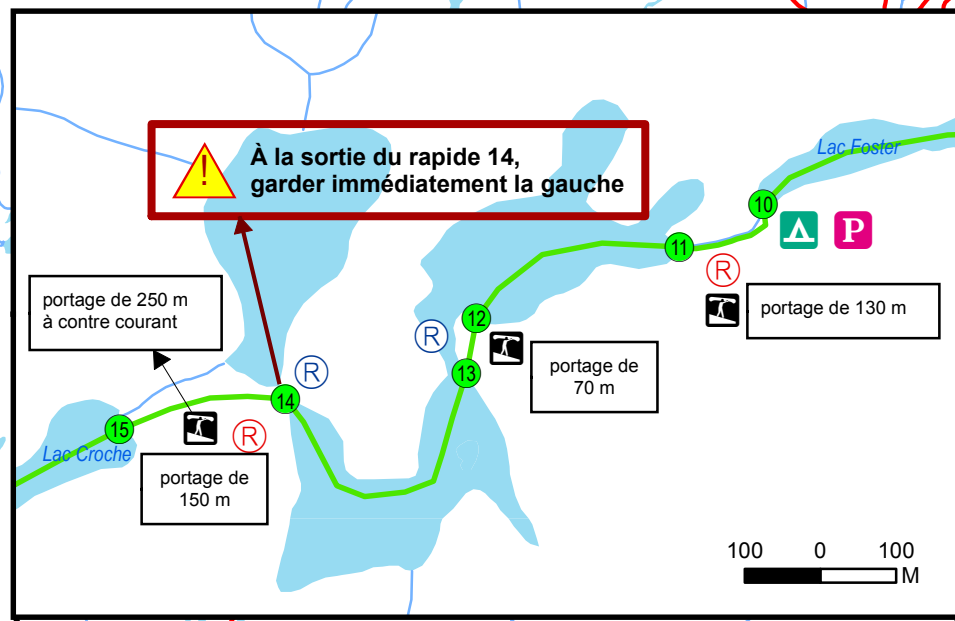 Lac Foster
!
À la sortie du rapide 14,
garder immédiatement la gauche
10
P
11
R
portage de 250 m
à contre courant
portage de 130 m
12
R
portage de
70 m
13
R
14
15
R
Lac Croche
portage de
150 m
100 0 100
M